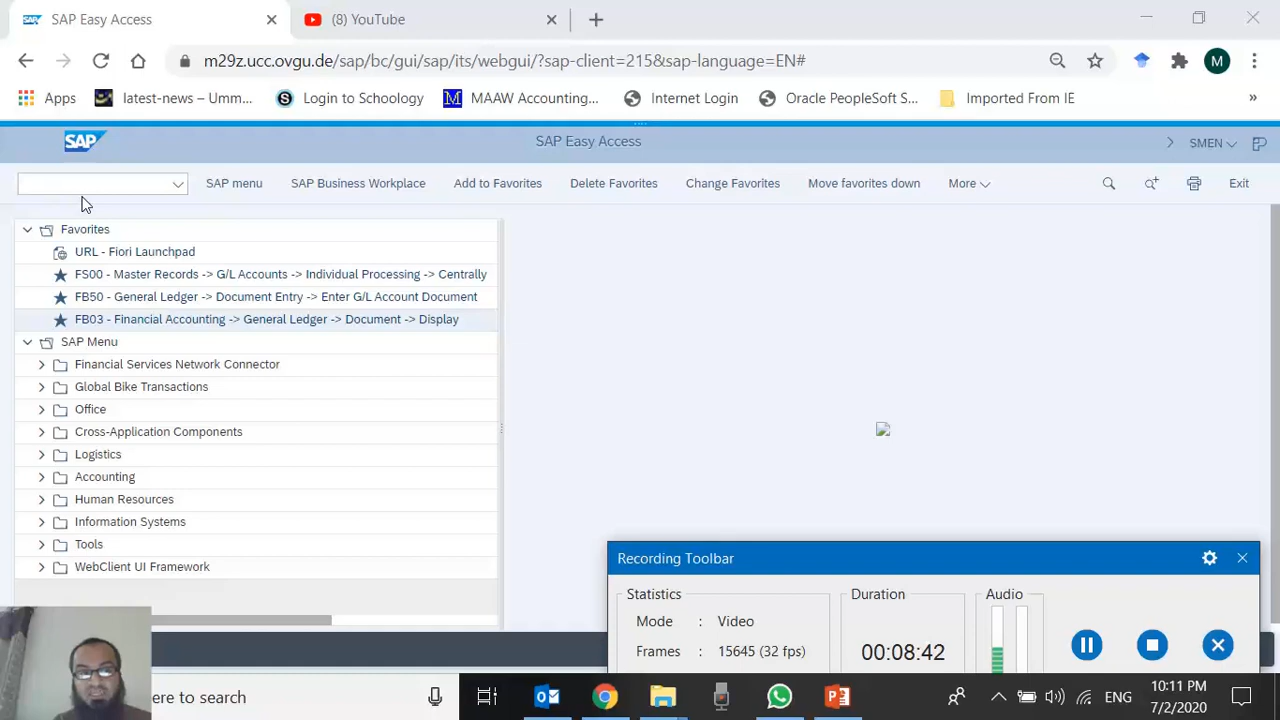 SAP Easy Access
(8) YouTube
m29z.ucc.ovgu.de/sap/bc/gui/sap/its/webgui/?sap-client=215&sap-language=EN#
M
Apps
latest-news – Umm...
Login to Schoology
MAAW Accounting...
Internet Login
Oracle PeopleSoft S...
Imported From IE
»
SAP
SAP Easy Access
SMEN
SAP menu
SAP Business Workplace
Add to Favorites
Delete Favorites
Change Favorites
Move favorites down
More
Exit
Favorites
URL - Fiori Launchpad
FS00 - Master Records -> G/L Accounts -> Individual Processing -> Centrally
FB50 - General Ledger -> Document Entry -> Enter G/L Account Document
FB03 - Financial Accounting -> General Ledger -> Document -> Display
SAP Menu
Financial Services Network Connector
Global Bike Transactions
Office
Cross-Application Components
Logistics
Accounting
Human Resources
Information Systems
Tools
WebClient UI Framework
Recording Toolbar
Statistics
Mode : Video
Frames : 15645 (32 fps)
Duration
00:08:42
Audio
ere to search
ENG
10:11 PM
7/2/2020